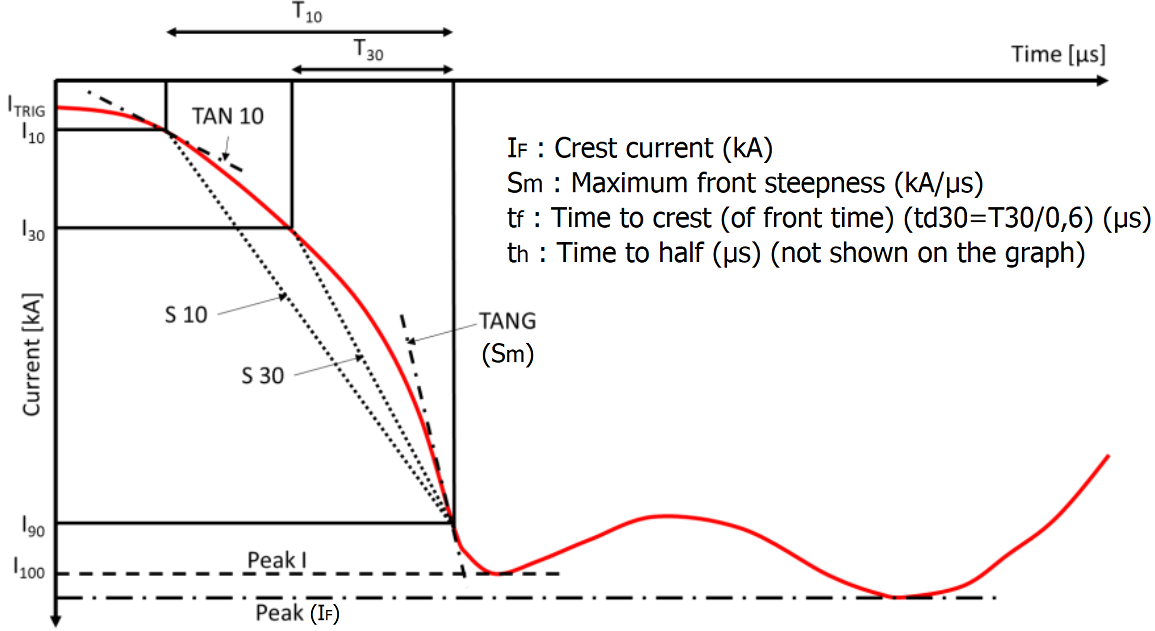 T10
T30
Time [µs]
ITRIG
I10
TAN 10
IF : Crest current (kA)
Sm : Maximum front steepness (kA/µs)
tf : Time to crest (of front time) (td30=T30/0,6) (µs)
th : Time to half (µs) (not shown on the graph)
I30
S 10
TANG
(Sm)
S 30
Current [kA]
I90
I100
Peak I
Peak (IF)